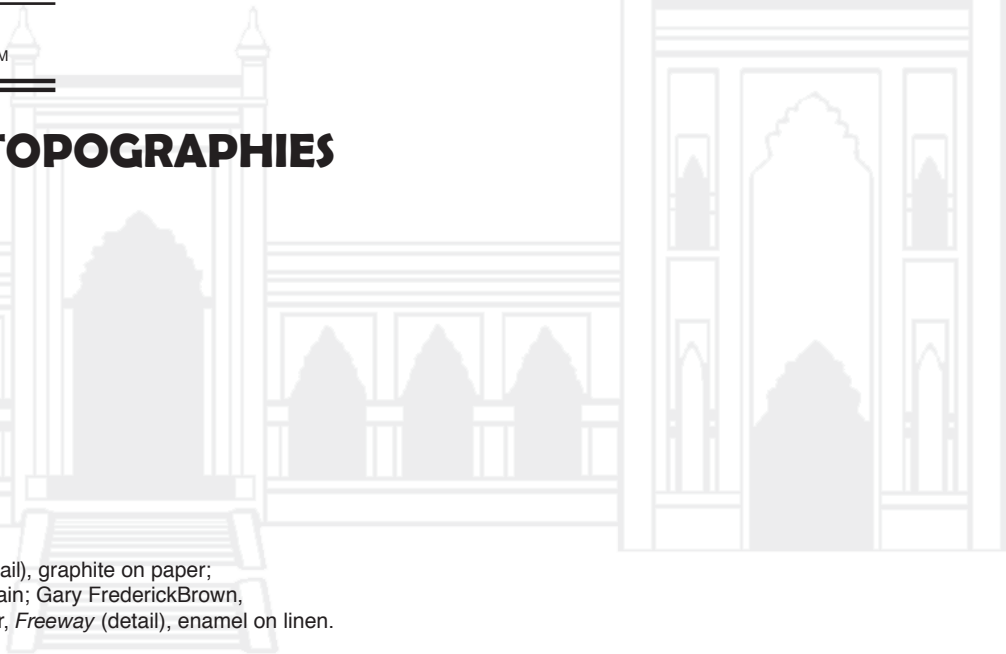 M
TOPOGRAPHIES
ail), graphite on paper;
ain; Gary FrederickBrown,
r, Freeway (detail), enamel on linen.